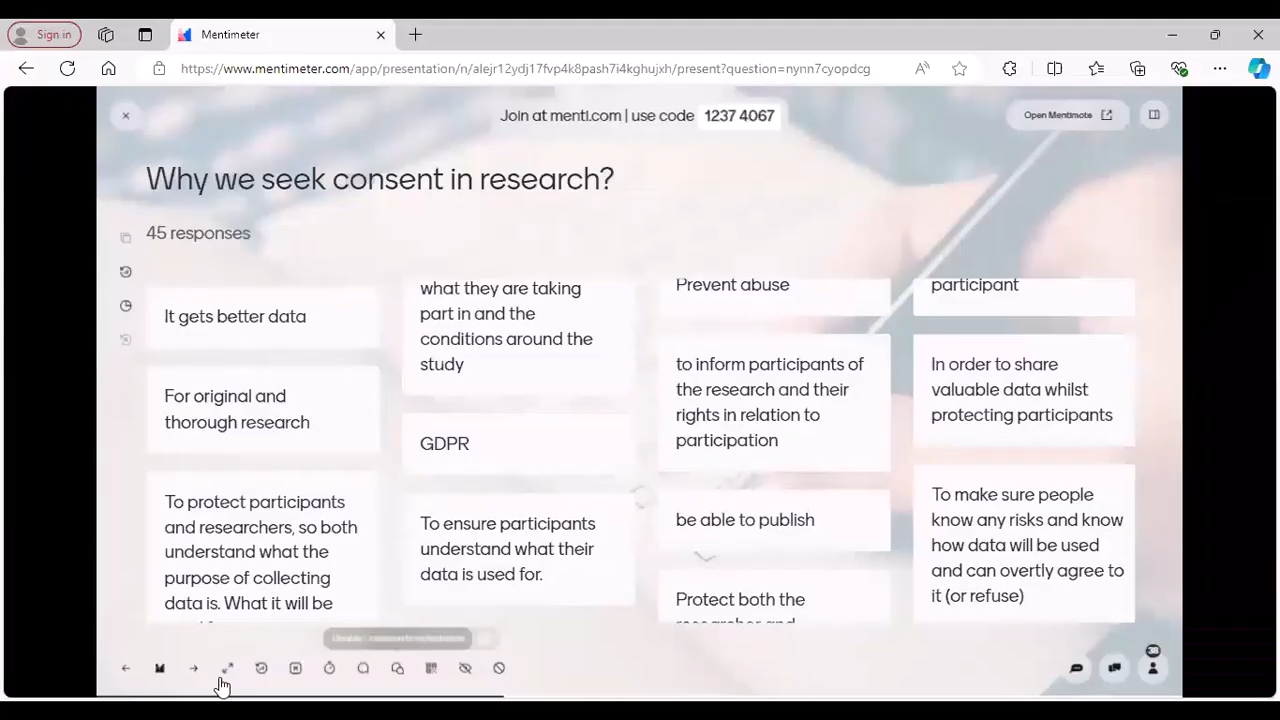 Sign in
Mentimeter
https://www.mentimeter.com/app/presentation/n/alejr12ydj17fvp4k8pash7i4kghujxh/present?question=nynn7cyopdcg
Join at menti.com | use code 1237 4067
Open Mentimote
Why we seek consent in research?
45 responses
It gets better data
For original and
thorough research
To protect participants
and researchers, so both
understand what the
purpose of collecting
data is. What it will be
what they are taking
part in and the
conditions around the
study
GDPR
To ensure participants
understand what their
data is used for.
Prevent abuse
to inform participants of
the research and their
rights in relation to
participation
be able to publish
Protect both the
researcher and
participant
In order to share
valuable data whilst
protecting participants
To make sure people
know any risks and know
how data will be used
and can overtly agree to
it (or refuse)
38